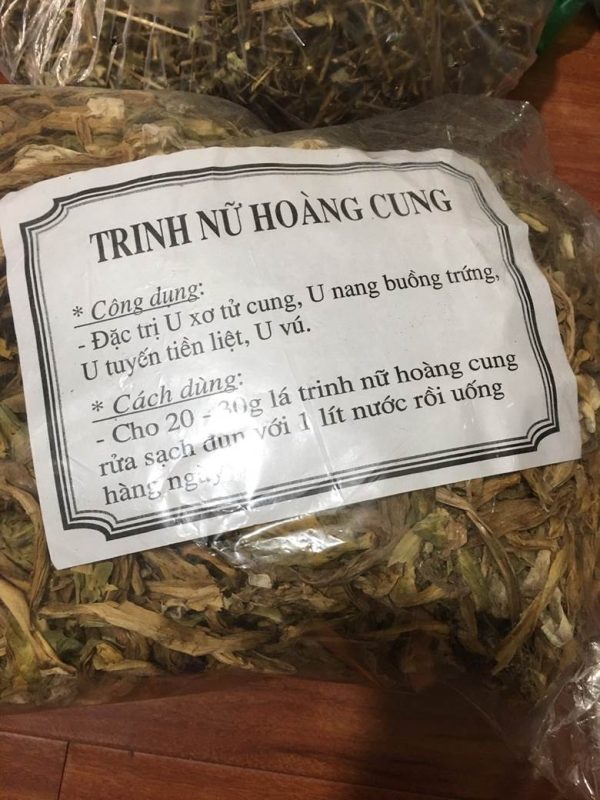 TRINH NỮ HOÀNG CUNG
* Công dụng:
- Đặc trị U xơ tử cung, U nang buồng trứng,
U tuyến tiền liệt, U vú.
* Cách dùng:
- Cho 20 - 30g lá trinh nữ hoàng cung
rửa sạch đun với 1 lít nước rồi uống
hàng ngày